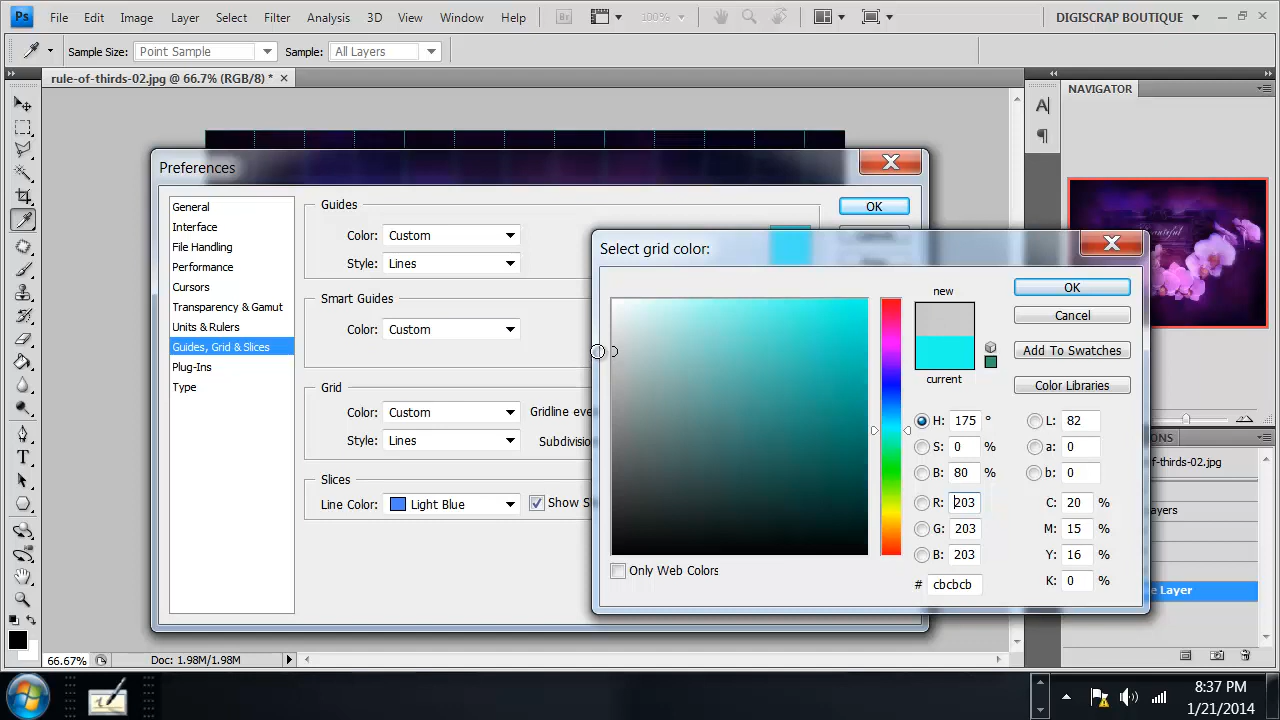 Ps File Edit Image Layer Select Filter Analysis 3D View Window Help Br 100% DIGISCRAP BOUTIQUE
Sample Size: Point Sample Sample: All Layers
rule-of-thirds-02.jpg @ 66.7% (RGB/8) *
NAVIGATOR
Preferences
General
Interface
File Handling
Performance
Cursors
Transparency & Gamut
Units & Rulers
Guides, Grid & Slices
Plug-Ins
Type
Guides
Color: Custom
Style: Lines
OK
Smart Guides
Color: Custom
Grid
Color: Custom Gridline eve
Style: Lines Subdivision
Slices
Line Color: Light Blue Show S
Select grid color:
new
current
OK
Cancel
Add To Swatches
Color Libraries
H: 175 °
S: 0 %
B: 80 %
R: 203
G: 203
B: 203
# cbcbcb
L: 82
a: 0
b: 0
C: 20 %
M: 15 %
Y: 16 %
K: 0 %
Only Web Colors
Beautiful
IONS
-of-thirds-02.jpg
ayers
e Layer
T
66.67% Doc: 1.98M/1.98M
8:37 PM
1/21/2014